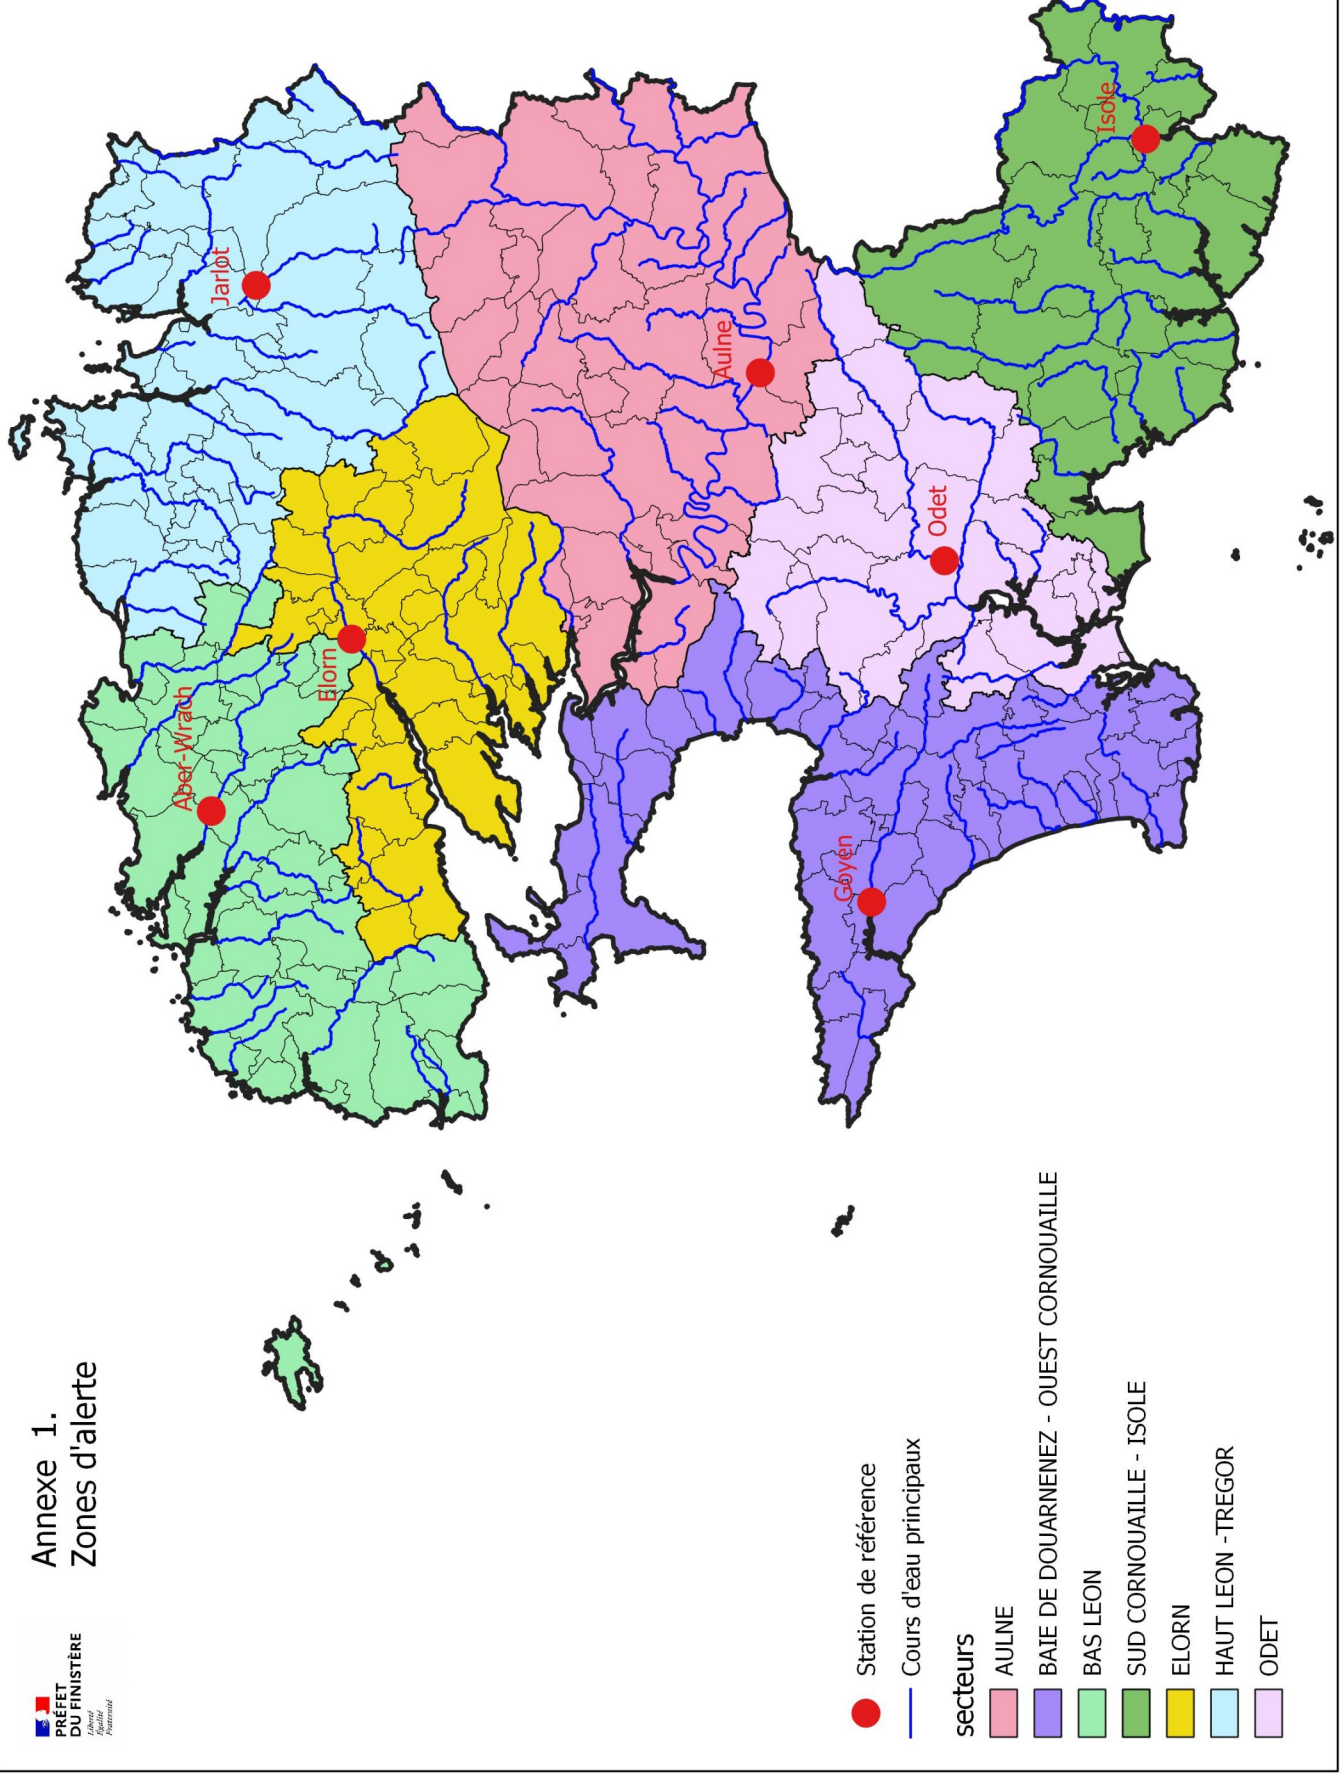 PRÉFET
DU FINISTÈRE
Liberté
Égalité
Fraternité
Annexe 1.
Zones d'alerte
Jarlot
Aber-Wrach
Elorn
Aulne
Odet
Goyen
Isole
Station de référence
Cours d'eau principaux
secteurs
AULNE
BAIE DE DOUARNENEZ - OUEST CORNOUAILLE
BAS LEON
SUD CORNOUAILLE - ISOLE
ELORN
HAUT LEON -TREGOR
ODET